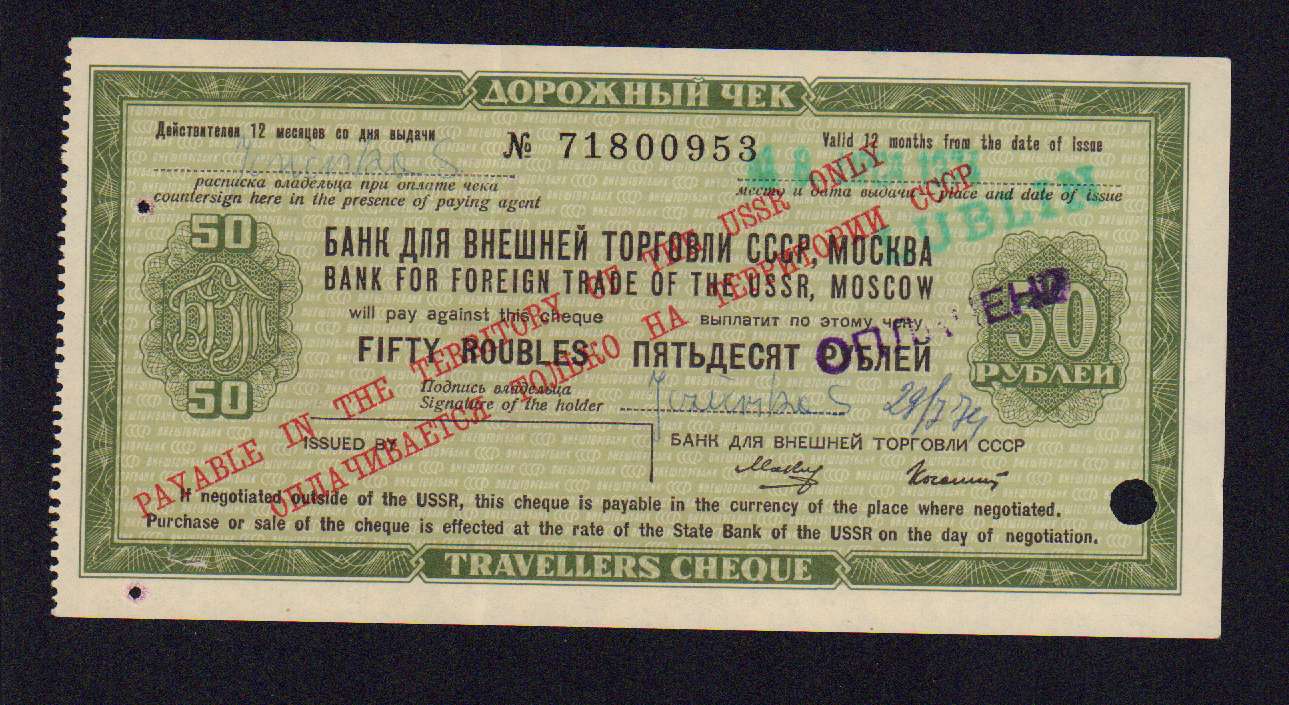 ДОРОЖНЫЙ ЧЕК
Действителен 12 месяцев со дня выдачи
№ 71800953
Valid 12 months from the date of issue
расписка владельца при оплате чека
countersign here in the presence of paying agent
место и дата выдачи place and date of issue
LUBLIN
50
БАНК ДЛЯ ВНЕШНЕЙ ТОРГОВЛИ СССР, МОСКВА
BANK FOR FOREIGN TRADE OF THE USSR, MOSCOW
will pay against this cheque выплатит по этому чеку
FIFTY ROUBLES ПЯТЬДЕСЯТ РУБЛЕЙ
50 РУБЛЕЙ
ОПЛАЧЕНО
50
Подпись владельца
Signature of the holder
ISSUED BY
БАНК ДЛЯ ВНЕШНЕЙ ТОРГОВЛИ СССР
PAYABLE IN THE TERRITORY OF THE USSR ONLY
ОПЛАЧИВАЕТСЯ ТОЛЬКО НА ТЕРРИТОРИИ СССР
If negotiated outside of the USSR, this cheque is payable in the currency of the place where negotiated.
Purchase or sale of the cheque is effected at the rate of the State Bank of the USSR on the day of negotiation.
TRAVELLERS CHEQUE